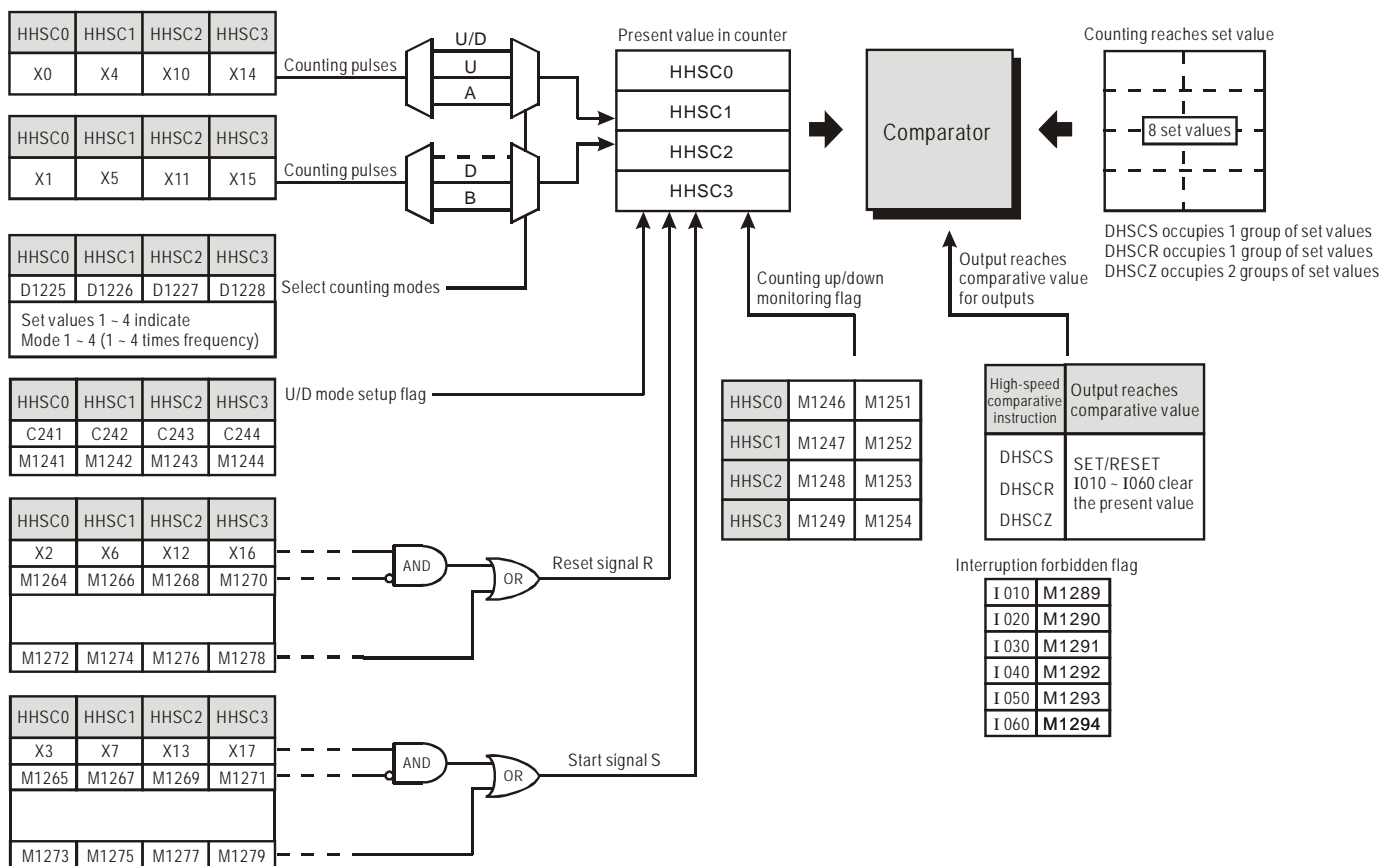 HHSC0 HHSC1 HHSC2 HHSC3
X0 X4 X10 X14
Counting pulses
U/D
U
A
HHSC0 HHSC1 HHSC2 HHSC3
X1 X5 X11 X15
Counting pulses
D
B
HHSC0 HHSC1 HHSC2 HHSC3
D1225 D1226 D1227 D1228
Set values 1 ~ 4 indicate
Mode 1 ~ 4 (1 ~ 4 times frequency)
Select counting modes
HHSC0 HHSC1 HHSC2 HHSC3
C241 C242 C243 C244
M1241 M1242 M1243 M1244
U/D mode setup flag
HHSC0 HHSC1 HHSC2 HHSC3
X2 X6 X12 X16
M1264 M1266 M1268 M1270
M1272 M1274 M1276 M1278
AND
OR
Reset signal R
HHSC0 HHSC1 HHSC2 HHSC3
X3 X7 X13 X17
M1265 M1267 M1269 M1271
M1273 M1275 M1277 M1279
AND
OR
Start signal S
Present value in counter
HHSC0
HHSC1
HHSC2
HHSC3
Comparator
Counting reaches set value
8 set values
DHSCS occupies 1 group of set values
DHSCR occupies 1 group of set values
DHSCZ occupies 2 groups of set values
Counting up/down
monitoring flag
HHSC0 M1246 M1251
HHSC1 M1247 M1252
HHSC2 M1248 M1253
HHSC3 M1249 M1254
Output reaches
comparative value
for outputs
High-speed
comparative
instruction
Output reaches
comparative value
DHSCS
DHSCR
DHSCZ
SET/RESET
I010 ~ I060 clear
the present value
Interruption forbidden flag
I 010 M1289
I 020 M1290
I 030 M1291
I 040 M1292
I 050 M1293
I 060 M1294